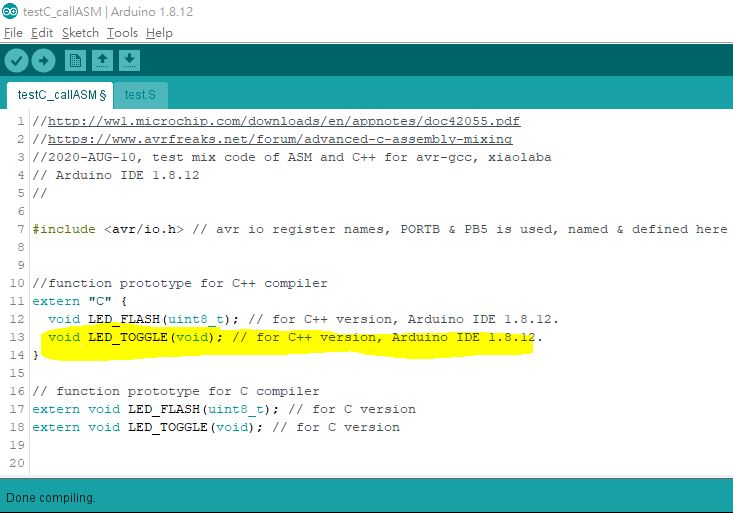 testC_callASM | Arduino 1.8.12
File Edit Sketch Tools Help
testC_callASM § test.S
1 //http://ww1.microchip.com/downloads/en/appnotes/doc42055.pdf
2 //https://www.avrfreaks.net/forum/advanced-c-assembly-mixing
3 //2020-AUG-10, test mix code of ASM and C++ for avr-gcc, xiaolaba
4 // Arduino IDE 1.8.12
5 //
6
7 #include <avr/io.h> // avr io register names, PORTB & PB5 is used, named & defined here
8
9
10 //function prototype for C++ compiler
11 extern "C" {
12 void LED_FLASH(uint8_t); // for C++ version, Arduino IDE 1.8.12.
13 void LED_TOGGLE(void); // for C++ version, Arduino IDE 1.8.12.
14 }
15
16 // function prototype for C compiler
17 extern void LED_FLASH(uint8_t); // for C version
18 extern void LED_TOGGLE(void); // for C version
19
20
Done compiling.